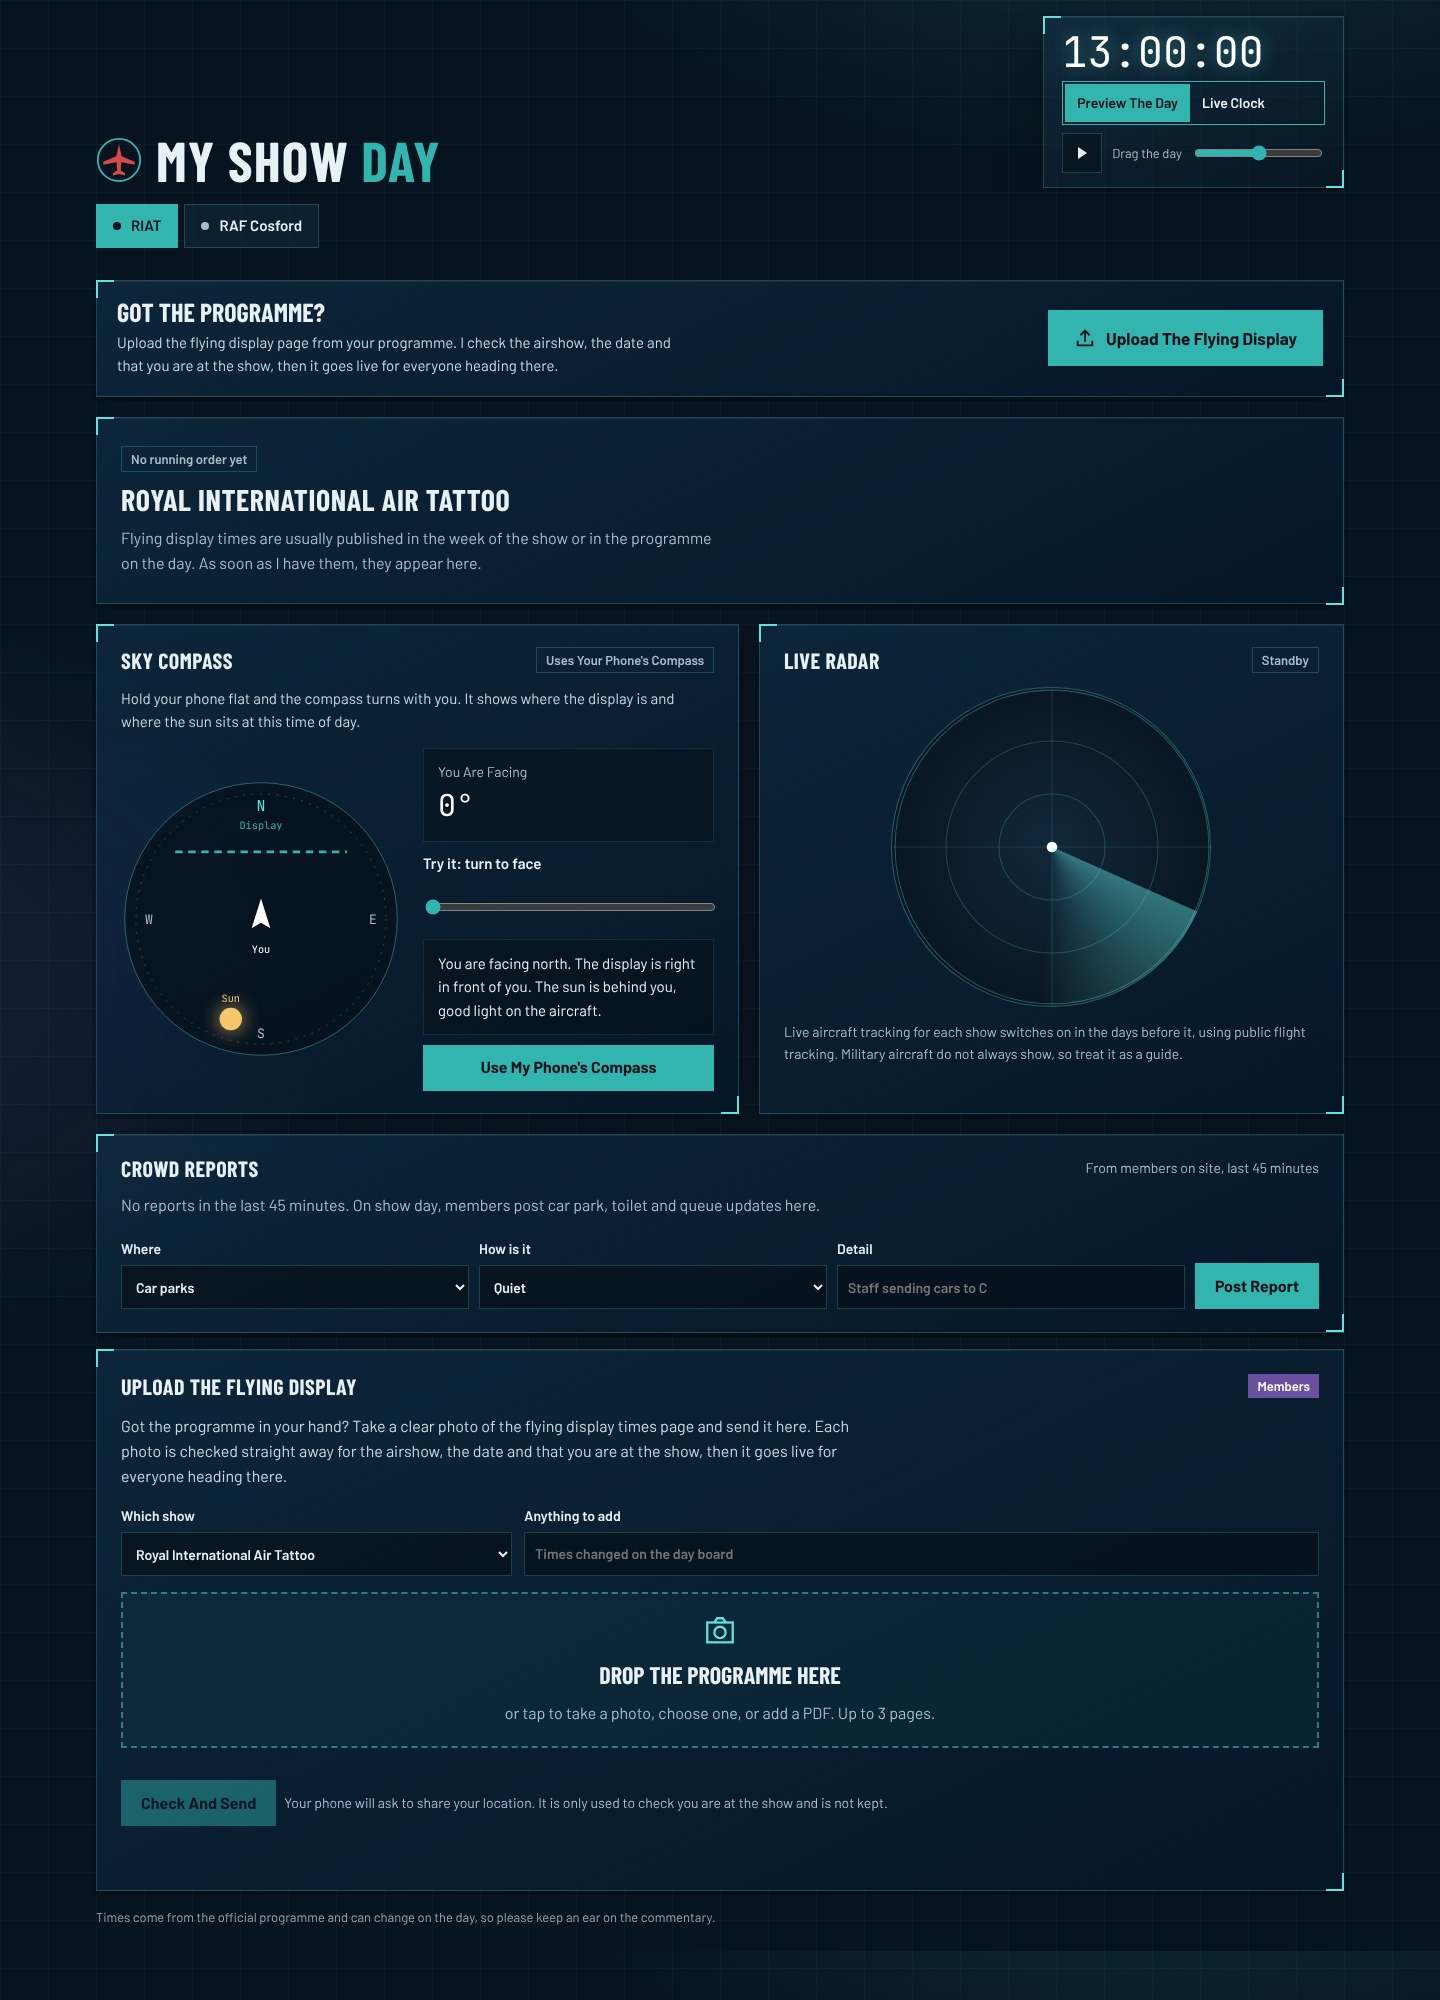 13:00:00
Preview The Day
Live Clock
Drag the day
MY SHOW DAY
RIAT
RAF Cosford
GOT THE PROGRAMME?
Upload the flying display page from your programme. I check the airshow, the date and
that you are at the show, then it goes live for everyone heading there.
Upload The Flying Display
No running order yet
ROYAL INTERNATIONAL AIR TATTOO
Flying display times are usually published in the week of the show or in the programme
on the day. As soon as I have them, they appear here.
SKY COMPASS
Uses Your Phone's Compass
Hold your phone flat and the compass turns with you. It shows where the display is and
where the sun sits at this time of day.
N
Display
W
E
You
Sun
S
You Are Facing
0°
Try it: turn to face
You are facing north. The display is right
in front of you. The sun is behind you,
good light on the aircraft.
Use My Phone's Compass
LIVE RADAR
Standby
Live aircraft tracking for each show switches on in the days before it, using public flight
tracking. Military aircraft do not always show, so treat it as a guide.
CROWD REPORTS
From members on site, last 45 minutes
No reports in the last 45 minutes. On show day, members post car park, toilet and queue updates here.
Where
How is it
Detail
Car parks
Quiet
Staff sending cars to C
Post Report
UPLOAD THE FLYING DISPLAY
Members
Got the programme in your hand? Take a clear photo of the flying display times page and send it here. Each
photo is checked straight away for the airshow, the date and that you are at the show, then it goes live for
everyone heading there.
Which show
Anything to add
Royal International Air Tattoo
Times changed on the day board
DROP THE PROGRAMME HERE
or tap to take a photo, choose one, or add a PDF. Up to 3 pages.
Check And Send
Your phone will ask to share your location. It is only used to check you are at the show and is not kept.
Times come from the official programme and can change on the day, so please keep an ear on the commentary.